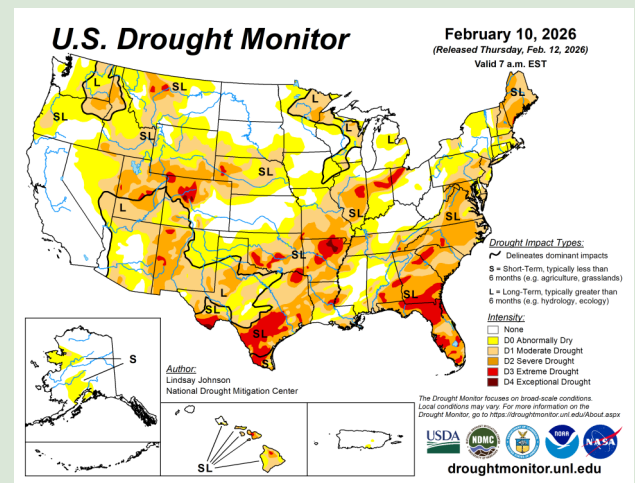 U.S. Drought Monitor
February 10, 2026
(Released Thursday, Feb. 12, 2026)
Valid 7 a.m. EST
L
SL
SL
SL
L
L
L
SL
SL
SL
L
SL
SL
SL
L
SL
L
SL
SL
S
S
SL
Drought Impact Types:
Delineates dominant impacts
S = Short-Term, typically less than
6 months (e.g. agriculture, grasslands)
L = Long-Term, typically greater than
6 months (e.g. hydrology, ecology)
Intensity:
None
D0 Abnormally Dry
D1 Moderate Drought
D2 Severe Drought
D3 Extreme Drought
D4 Exceptional Drought
Author:
Lindsay Johnson
National Drought Mitigation Center
The Drought Monitor focuses on broad-scale conditions.
Local conditions may vary. For more information on the
Drought Monitor, go to https://droughtmonitor.unl.edu/About.aspx
USDA
NDMC
NOAA
NASA
droughtmonitor.unl.edu